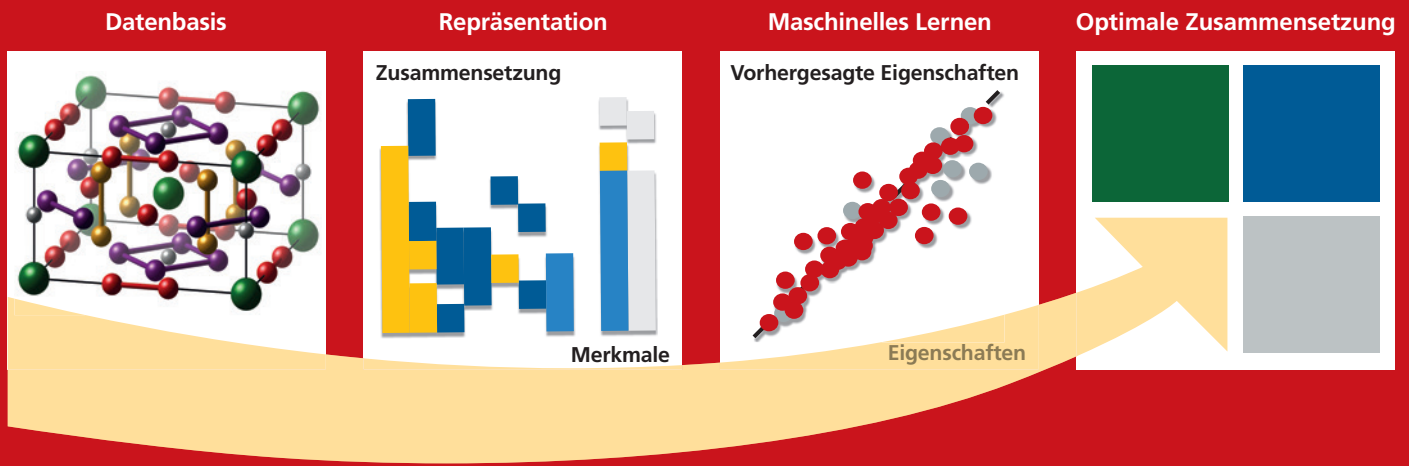 Datenbasis
Repräsentation
Maschinelles Lernen
Optimale Zusammensetzung
Zusammensetzung
Merkmale
Vorhergesagte Eigenschaften
Eigenschaften